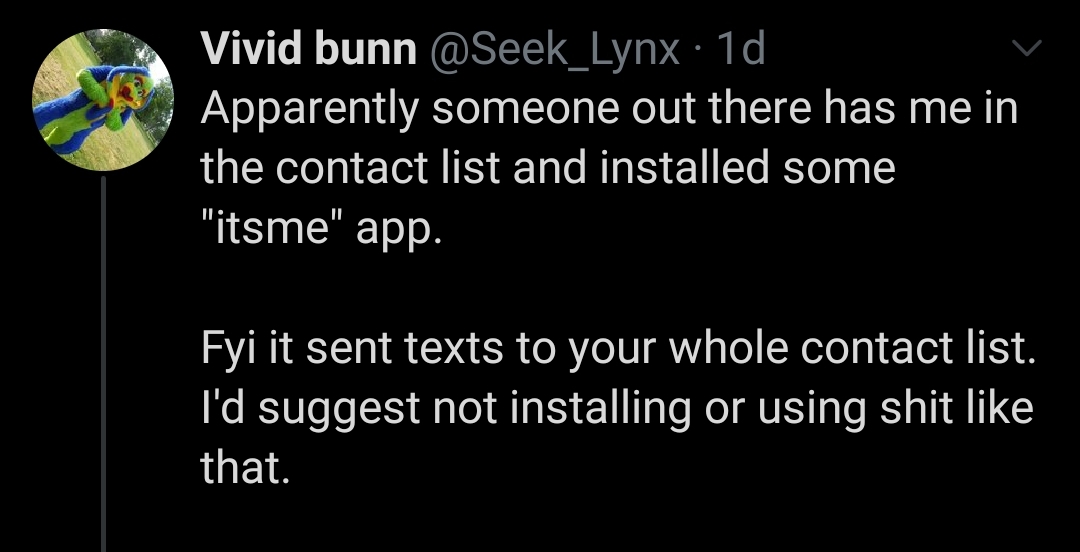 Vivid bunn @Seek_Lynx · 1d
Apparently someone out there has me in
the contact list and installed some
"itsme" app.
Fyi it sent texts to your whole contact list.
I'd suggest not installing or using shit like
that.